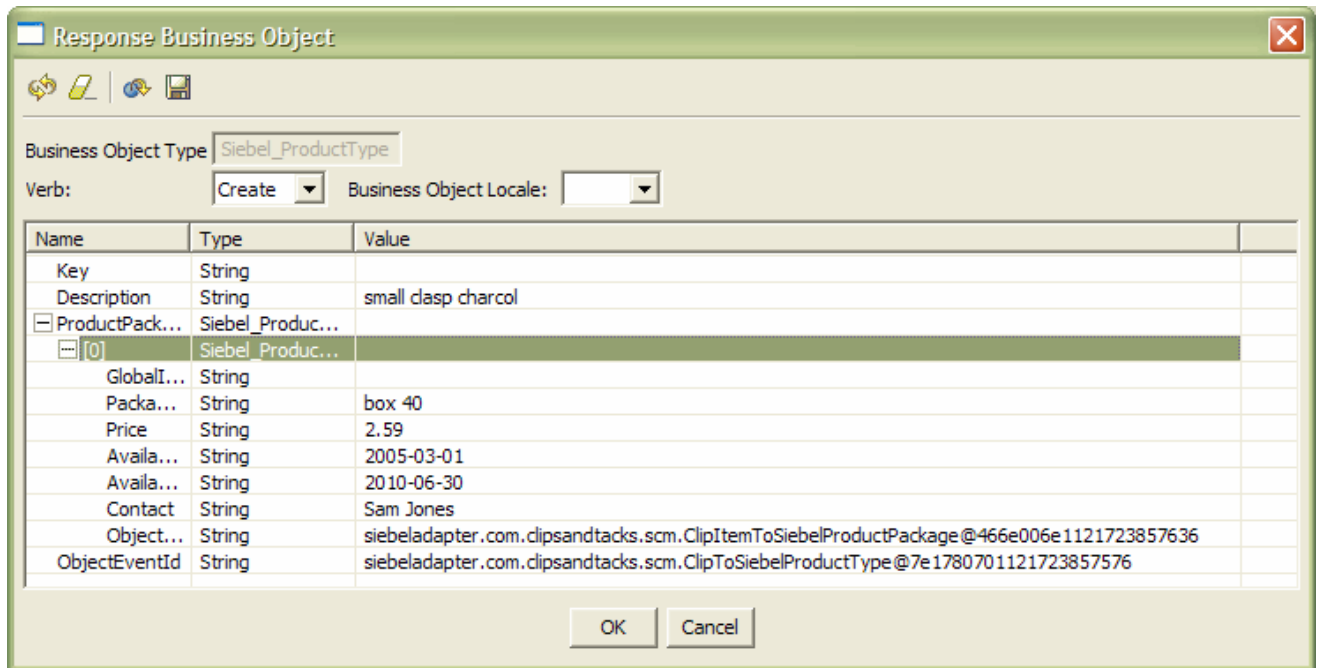 Response Business Object
Business Object Type Siebel_ProductType
Verb: Create Business Object Locale:
Name Type Value
Key String
Description String small clasp charcol
ProductPack... Siebel_Produc...
[0] Siebel_Produc...
GlobalI... String
Packa... String box 40
Price String 2.59
Availa... String 2005-03-01
Availa... String 2010-06-30
Contact String Sam Jones
Object... String siebeladapter.com.clipsandtacks.scm.ClipItemToSiebelProductPackage@466e006e1121723857636
ObjectEventId String siebeladapter.com.clipsandtacks.scm.ClipToSiebelProductType@7e1780701121723857576
OK Cancel